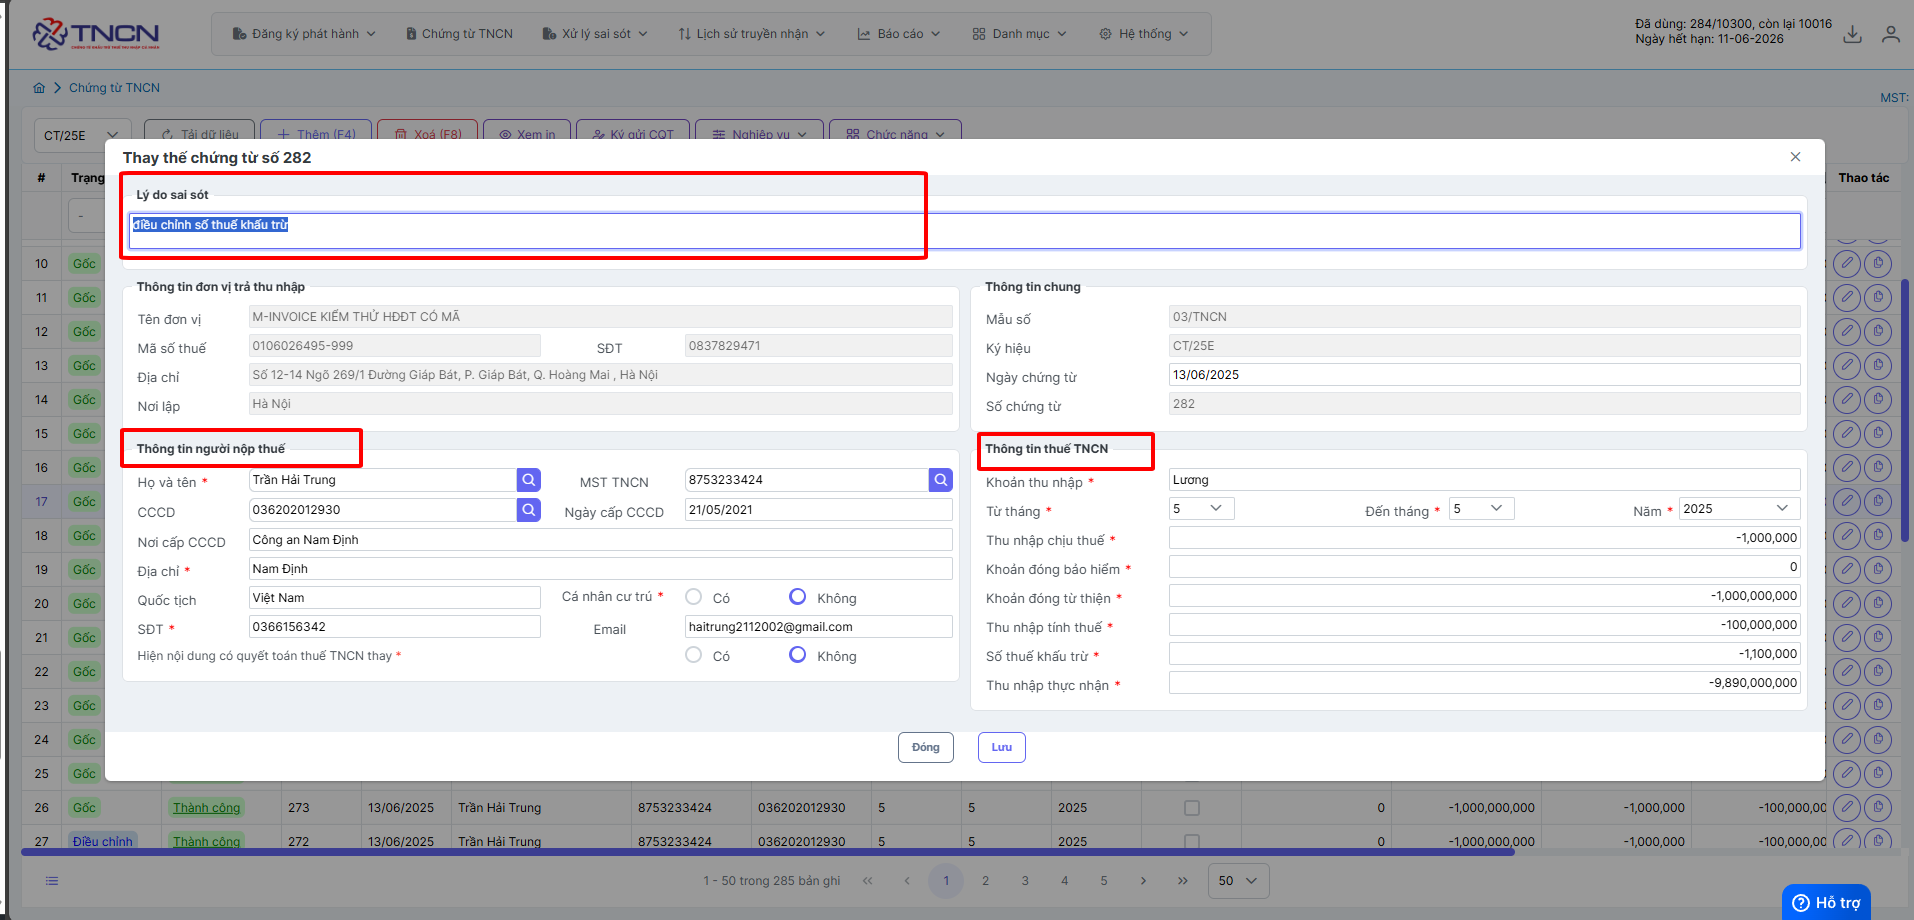 TNCN
Đăng ký phát hành
Chứng từ TNCN
Xử lý sai sót
Lịch sử truyền nhận
Báo cáo
Danh mục
Hệ thống
Đã dùng: 284/10300, còn lại 10016
Ngày hết hạn: 11-06-2026
Chứng từ TNCN
MST:
CT/25E
Tải dữ liệu
Thêm (F4)
Xoá (F8)
Xem in
Ký gửi CQT
Nghiệp vụ
Chức năng
Thay thế chứng từ số 282
# Trạng
Thao tác
-
Lý do sai sót
điều chỉnh số thuế khấu trừ
Thông tin đơn vị trả thu nhập
Tên đơn vị M-INVOICE KIỂM THỬ HĐĐT CÓ MÃ
Mã số thuế 0106026495-999 SĐT 0837829471
Địa chỉ Số 12-14 Ngõ 269/1 Đường Giáp Bát, P. Giáp Bát, Q. Hoàng Mai , Hà Nội
Nơi lập Hà Nội
Thông tin chung
Mẫu số 03/TNCN
Ký hiệu CT/25E
Ngày chứng từ 13/06/2025
Số chứng từ 282
Thông tin người nộp thuế
Họ và tên * Trần Hải Trung MST TNCN 8753233424
CCCD 036202012930 Ngày cấp CCCD 21/05/2021
Nơi cấp CCCD Công an Nam Định
Địa chỉ * Nam Định
Quốc tịch Việt Nam Cá nhân cư trú * Có Không
SĐT * 0366156342 Email haitrung2112002@gmail.com
Hiện nội dung có quyết toán thuế TNCN thay * Có Không
Thông tin thuế TNCN
Khoản thu nhập * Lương
Từ tháng * 5 Đến tháng * 5 Năm * 2025
Thu nhập chịu thuế * -1,000,000
Khoản đóng bảo hiểm * 0
Khoản đóng từ thiện * -1,000,000,000
Thu nhập tính thuế * -100,000,000
Số thuế khấu trừ * -1,100,000
Thu nhập thực nhận * -9,890,000,000
Đóng
Lưu
10 Gốc
11 Gốc
12 Gốc
13 Gốc
14 Gốc
15 Gốc
16 Gốc
17 Gốc
18 Gốc
19 Gốc
20 Gốc
21 Gốc
22 Gốc
23 Gốc
24 Gốc
25 Gốc
26 Gốc Thành công 273 13/06/2025 Trần Hải Trung 8753233424 036202012930 5 5 2025 0 -1,000,000,000 -1,000,000 -100,000,00
27 Điều chỉnh Thành công 272 13/06/2025 Trần Hải Trung 8753233424 036202012930 5 5 2025 0 -1,000,000,000 -1,000,000 -100,000,00
1 - 50 trong 285 bản ghi
1 2 3 4 5
50
Hỗ trợ